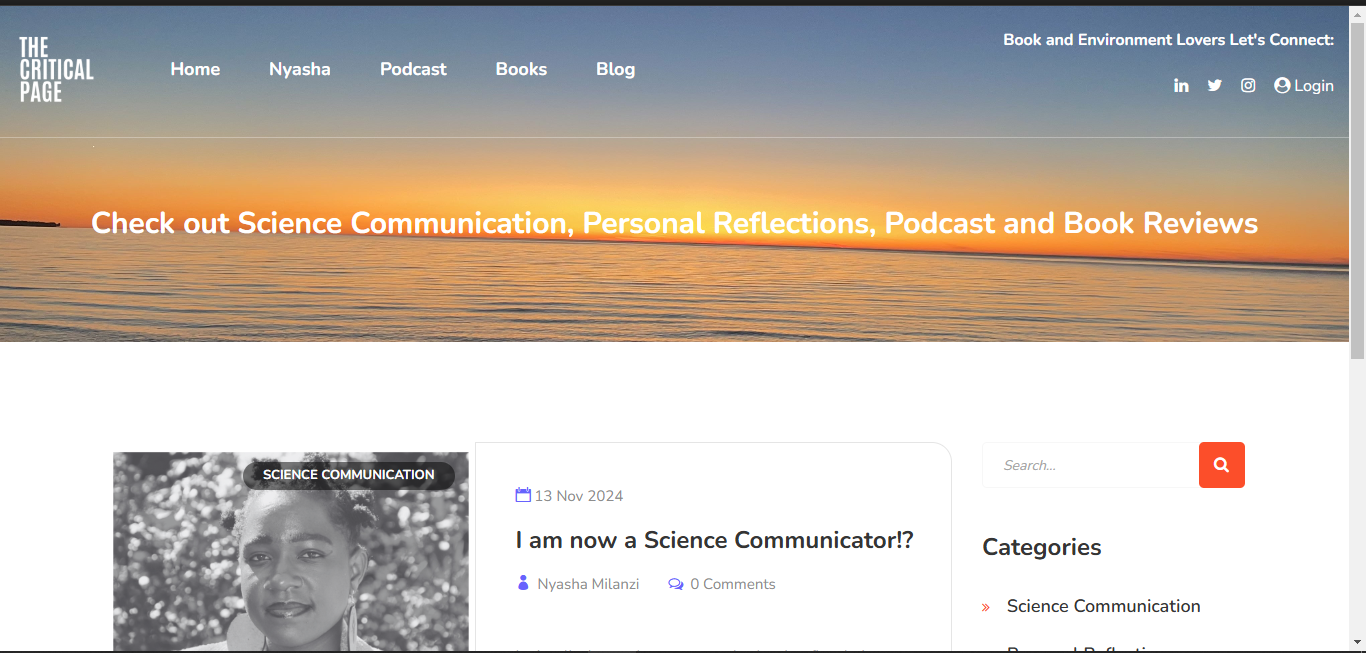 THE
CRITICAL
PAGE
Home
Nyasha
Podcast
Books
Blog
Book and Environment Lovers Let's Connect:
Login
Check out Science Communication, Personal Reflections, Podcast and Book Reviews
SCIENCE COMMUNICATION
13 Nov 2024
I am now a Science Communicator!?
Nyasha Milanzi
0 Comments
Search...
Categories
Science Communication